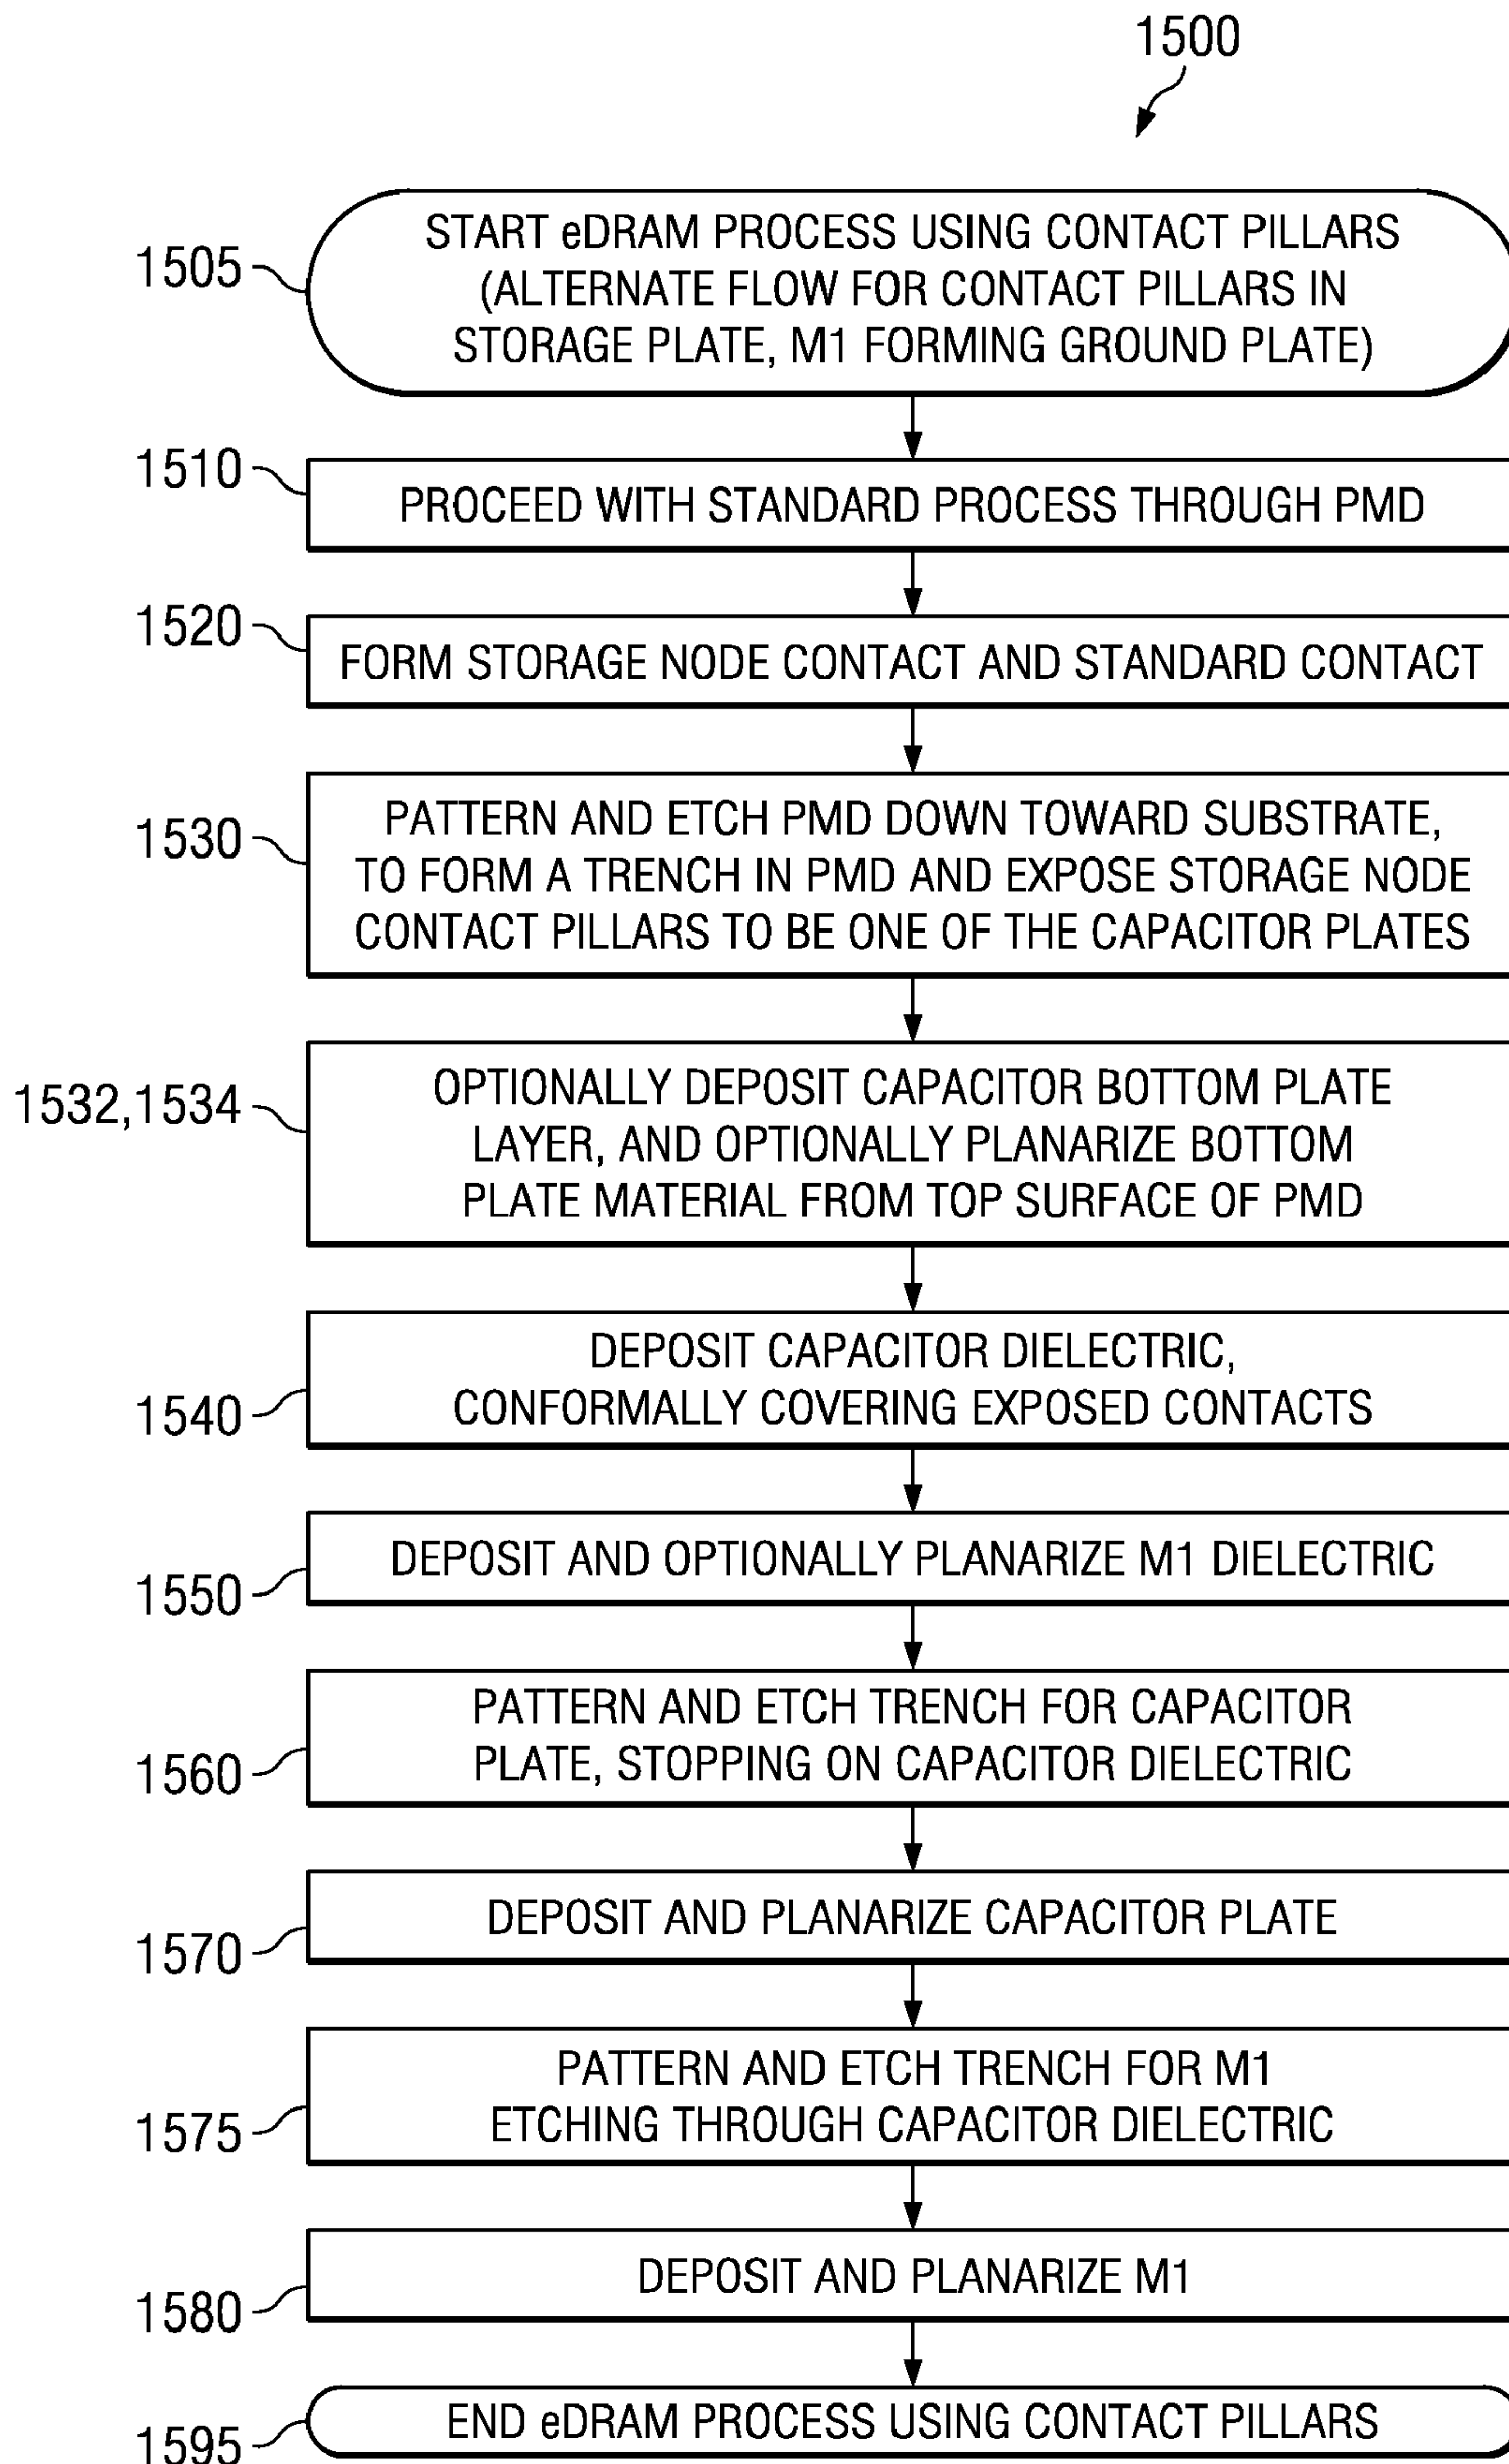 1500
1505
START eDRAM PROCESS USING CONTACT PILLARS
(ALTERNATE FLOW FOR CONTACT PILLARS IN
STORAGE PLATE, M1 FORMING GROUND PLATE)
1510
PROCEED WITH STANDARD PROCESS THROUGH PMD
1520
FORM STORAGE NODE CONTACT AND STANDARD CONTACT
1530
PATTERN AND ETCH PMD DOWN TOWARD SUBSTRATE,
TO FORM A TRENCH IN PMD AND EXPOSE STORAGE NODE
CONTACT PILLARS TO BE ONE OF THE CAPACITOR PLATES
1532,1534
OPTIONALLY DEPOSIT CAPACITOR BOTTOM PLATE
LAYER, AND OPTIONALLY PLANARIZE BOTTOM
PLATE MATERIAL FROM TOP SURFACE OF PMD
1540
DEPOSIT CAPACITOR DIELECTRIC,
CONFORMALLY COVERING EXPOSED CONTACTS
1550
DEPOSIT AND OPTIONALLY PLANARIZE M1 DIELECTRIC
1560
PATTERN AND ETCH TRENCH FOR CAPACITOR
PLATE, STOPPING ON CAPACITOR DIELECTRIC
1570
DEPOSIT AND PLANARIZE CAPACITOR PLATE
1575
PATTERN AND ETCH TRENCH FOR M1
ETCHING THROUGH CAPACITOR DIELECTRIC
1580
DEPOSIT AND PLANARIZE M1
1595
END eDRAM PROCESS USING CONTACT PILLARS